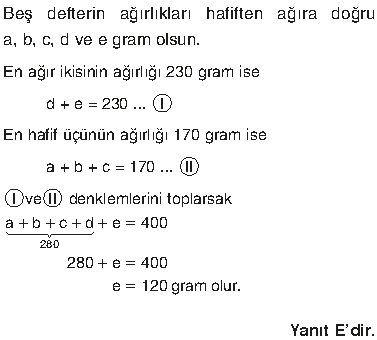 Beş defterin ağırlıkları hafiften ağıra doğru
a, b, c, d ve e gram olsun.
En ağır ikisinin ağırlığı 230 gram ise
d + e = 230 ... Ⓘ
En hafif üçünün ağırlığı 170 gram ise
a + b + c = 170 ... ⒾⒾ
Ⓘ ve ⒾⒾ denklemlerini toplarsak
a + b + c + d + e = 400
280
280 + e = 400
e = 120 gram olur.
Yanıt E'dir.